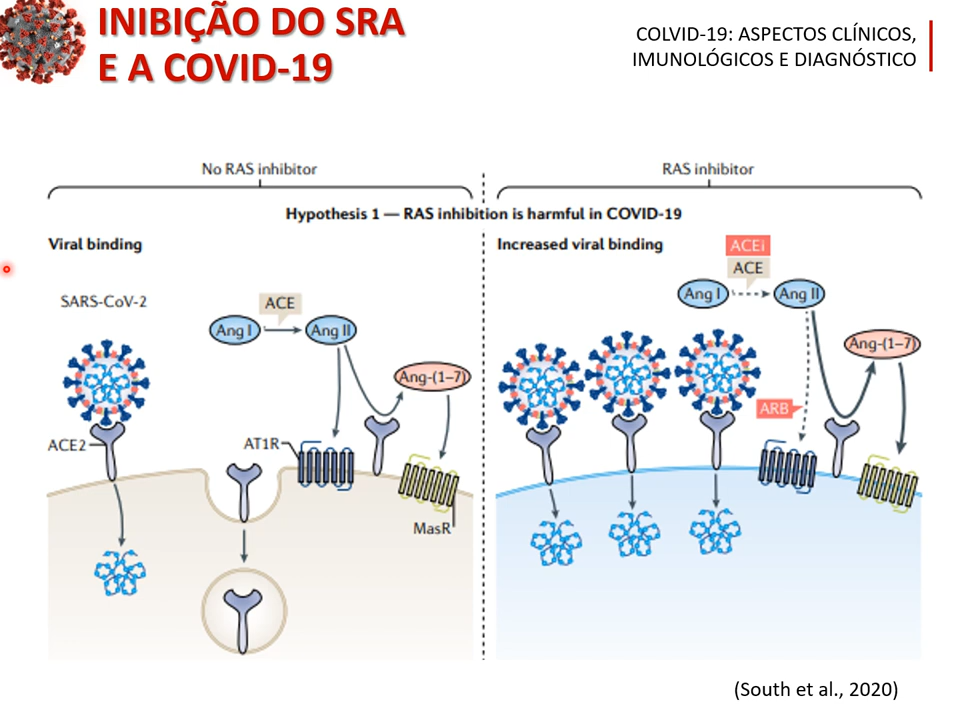 INIBIÇÃO DO SRA
E A COVID-19
COLVID-19: ASPECTOS CLÍNICOS,
IMUNOLÓGICOS E DIAGNÓSTICO
No RAS inhibitor
RAS inhibitor
Hypothesis 1 — RAS inhibition is harmful in COVID-19
Viral binding
SARS-CoV-2
ACE
Ang I
Ang II
Ang-(1–7)
ACE2
AT1R
MasR
Increased viral binding
ACEi
ACE
Ang I
Ang II
Ang-(1–7)
ARB
(South et al., 2020)